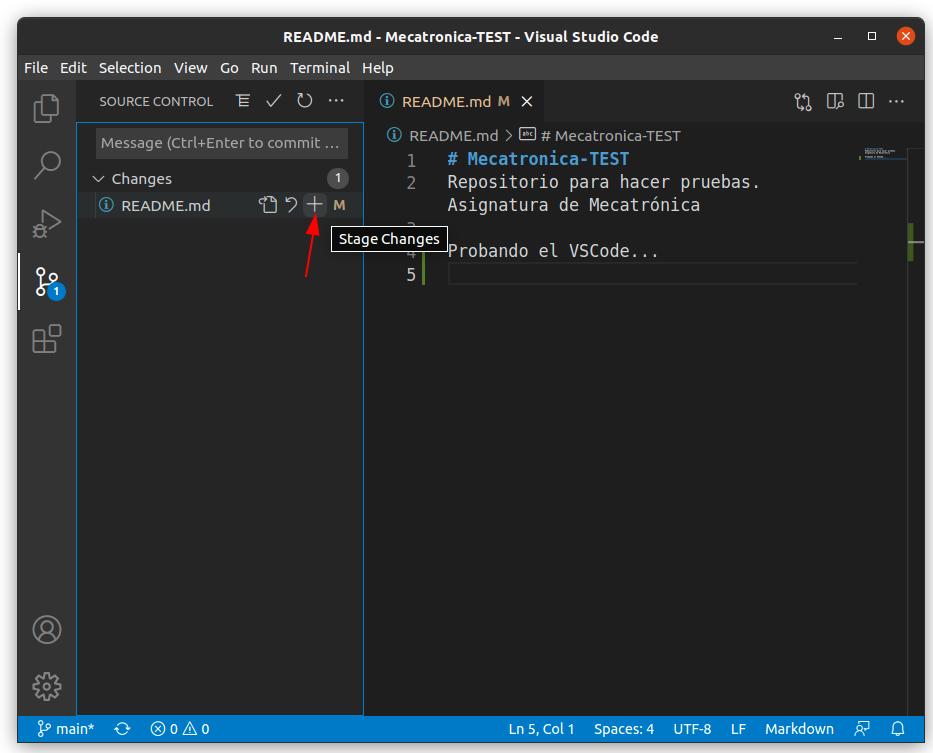 README.md - Mecatronica-TEST - Visual Studio Code
File Edit Selection View Go Run Terminal Help
SOURCE CONTROL
README.md M
Message (Ctrl+Enter to commit ...
Changes 1
README.md M
Stage Changes
README.md > # Mecatronica-TEST
1 # Mecatronica-TEST
2 Repositorio para hacer pruebas.
Asignatura de Mecatrónica
4 Probando el VSCode...
5
1
main* 0 0 Ln 5, Col 1 Spaces: 4 UTF-8 LF Markdown